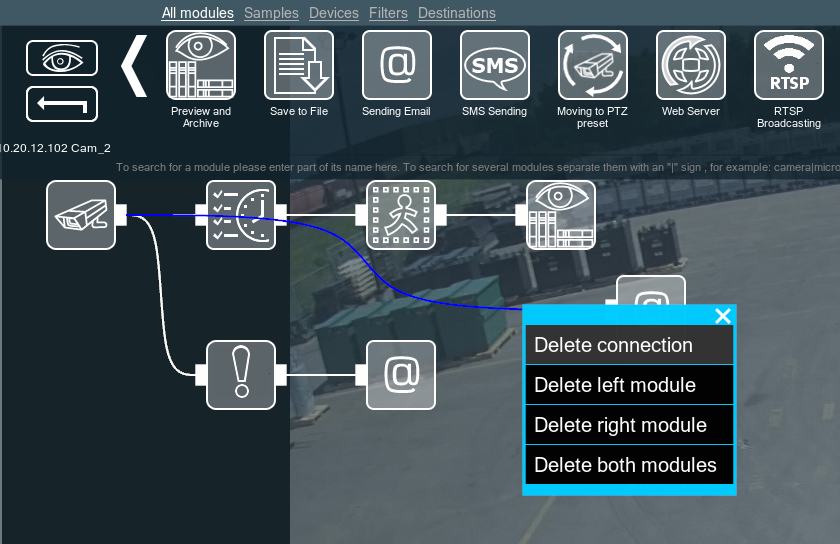 All modules Samples Devices Filters Destinations
@
SMS
RTSP
Preview and
Archive
Save to File
Sending Email
SMS Sending
Moving to PTZ
preset
Web Server
RTSP
Broadcasting
10.20.12.102 Cam_2
To search for a module please enter part of its name here. To search for several modules separate them with an "|" sign , for example: camera|micro
@
Delete connection
Delete left module
Delete right module
Delete both modules
@